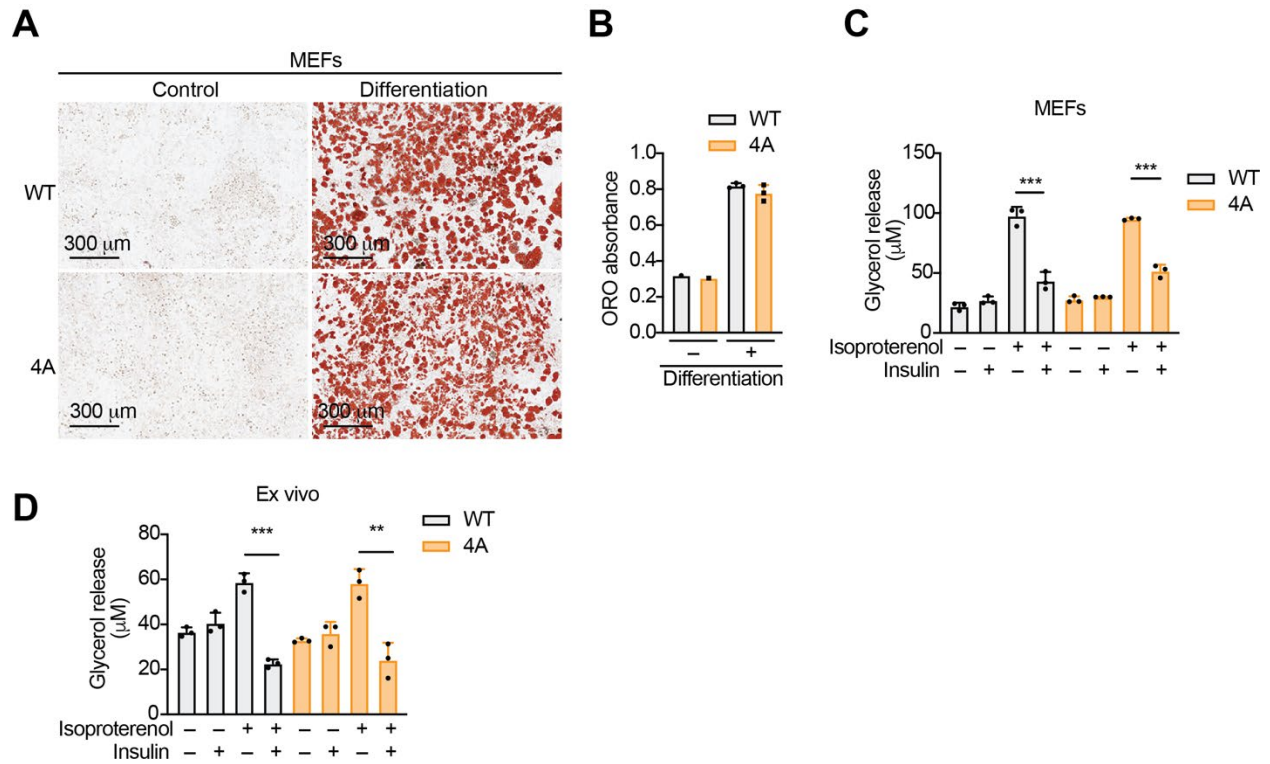 A
MEFs
Control Differentiation
WT
300 μm 300 μm
4A
300 μm 300 μm
B
WT
4A
ORO absorbance
1.0
0.8
0.6
0.4
0.2
0.0
– +
Differentiation
C
MEFs
WT
4A
Glycerol release
(μM)
150
100
50
0
*** ***
Isoproterenol – – + + – – + +
Insulin – + – + – + – +
D
Ex vivo
WT
4A
Glycerol release
(μM)
80
60
40
20
0
*** **
Isoproterenol – – + + – – + +
Insulin – + – + – + – +